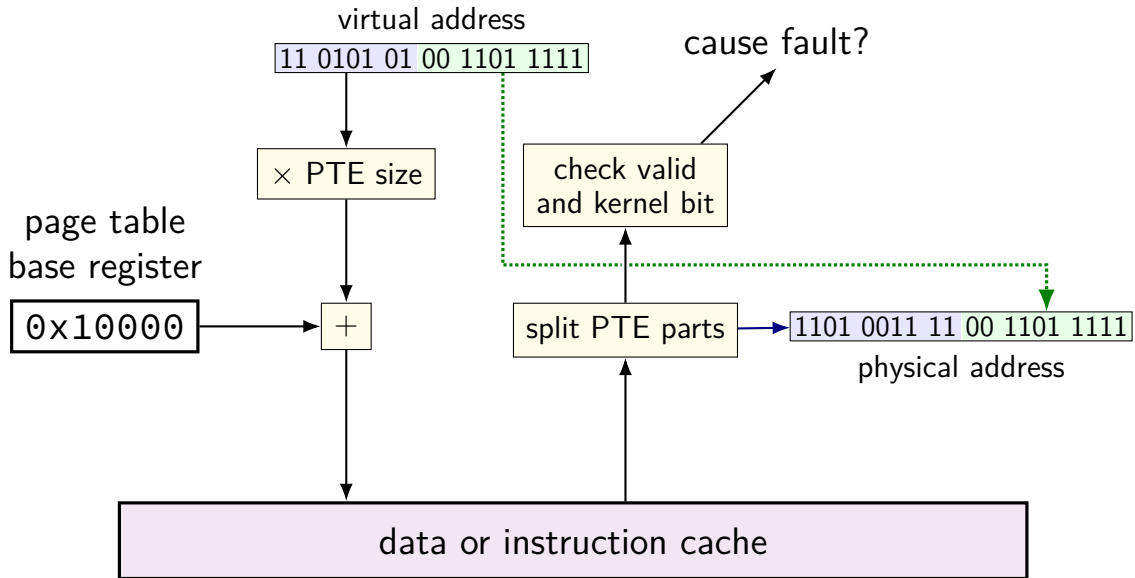 virtual address
11 0101 01 00 1101 1111
cause fault?
× PTE size
check valid
and kernel bit
page table
base register
0x10000
+
split PTE parts
1101 0011 11 00 1101 1111
physical address
data or instruction cache